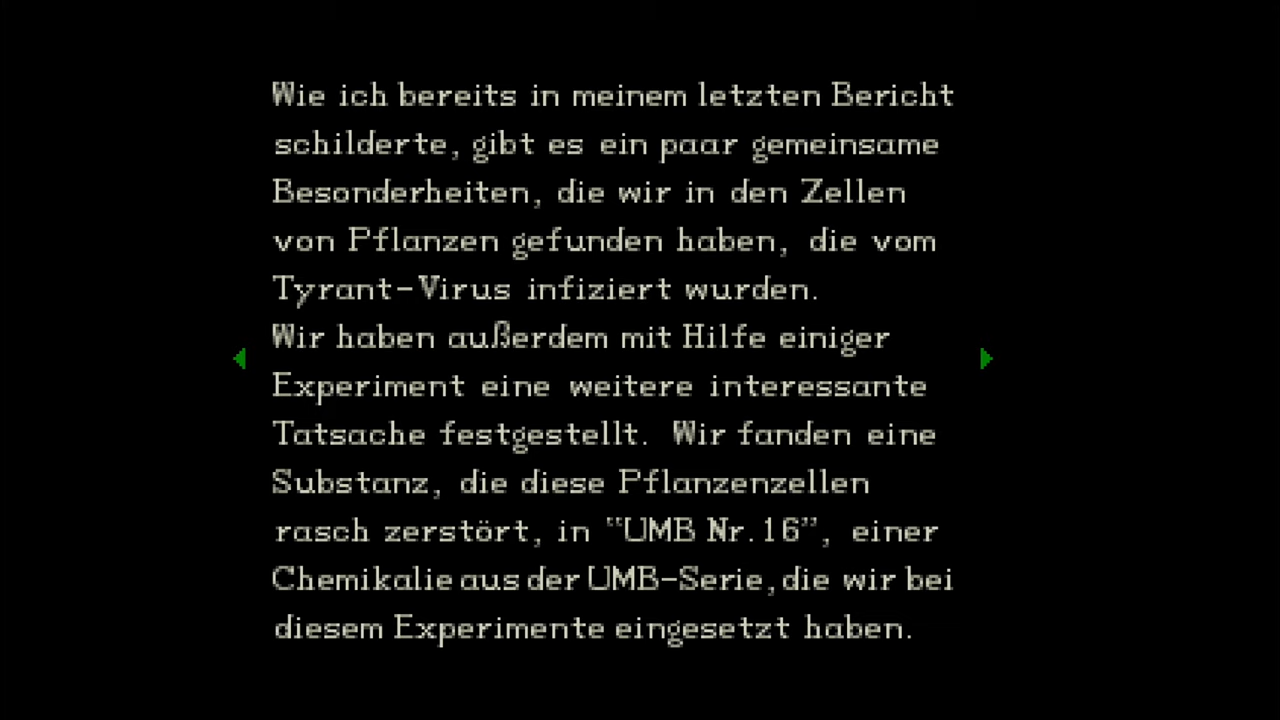 Wie ich bereits in meinem letzten Bericht
schilderte, gibt es ein paar gemeinsame
Besonderheiten, die wir in den Zellen
von Pflanzen gefunden haben, die vom
Tyrant-Virus infiziert wurden.
Wir haben außerdem mit Hilfe einiger
Experiment eine weitere interessante
Tatsache festgestellt. Wir fanden eine
Substanz, die diese Pflanzenzellen
rasch zerstört, in "UMB Nr.16", einer
Chemikalie aus der UMB-Serie, die wir bei
diesem Experimente eingesetzt haben.